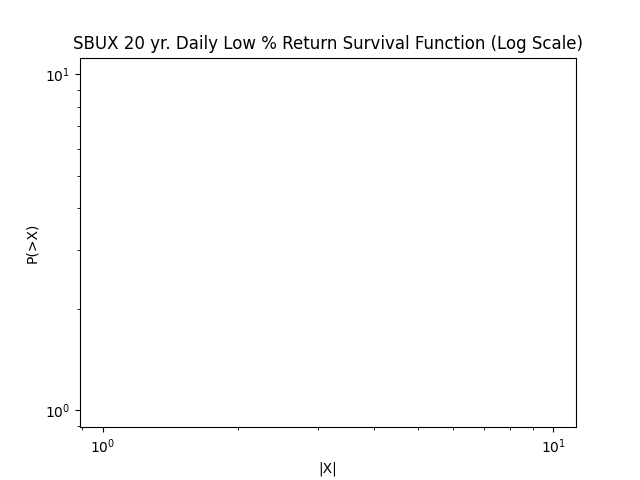 SBUX 20 yr. Daily Low % Return Survival Function (Log Scale)
10¹
P(>X)
10⁰
10⁰ 10¹
|X|